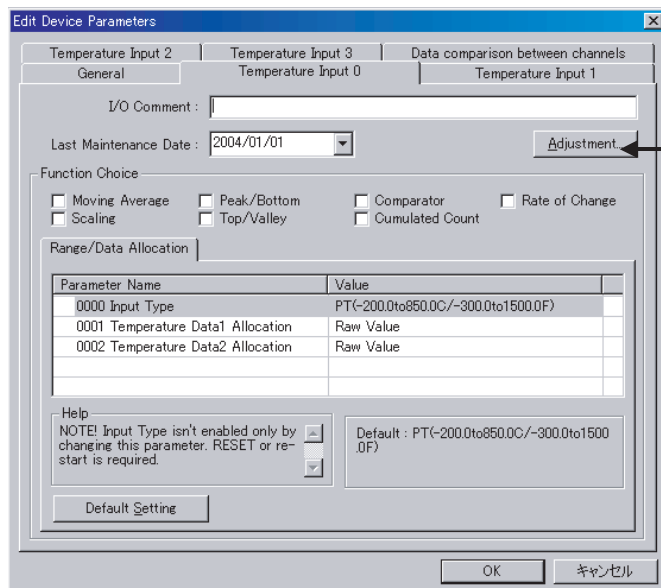 Edit Device Parameters
Temperature Input 2 Temperature Input 3 Data comparison between channels
General Temperature Input 0 Temperature Input 1
I/O Comment :
Last Maintenance Date : 2004/01/01 Adjustment...
Function Choice
Moving Average Peak/Bottom Comparator Rate of Change
Scaling Top/Valley Cumulated Count
Range/Data Allocation
Parameter Name Value
0000 Input Type PT(-200.0to850.0C/-300.0to1500.0F)
0001 Temperature Data1 Allocation Raw Value
0002 Temperature Data2 Allocation Raw Value
Help
NOTE! Input Type isn't enabled only by
changing this parameter. RESET or re-
start is required.
Default : PT(-200.0to850.0C/-300.0to1500
.0F)
Default Setting
OK キャンセル